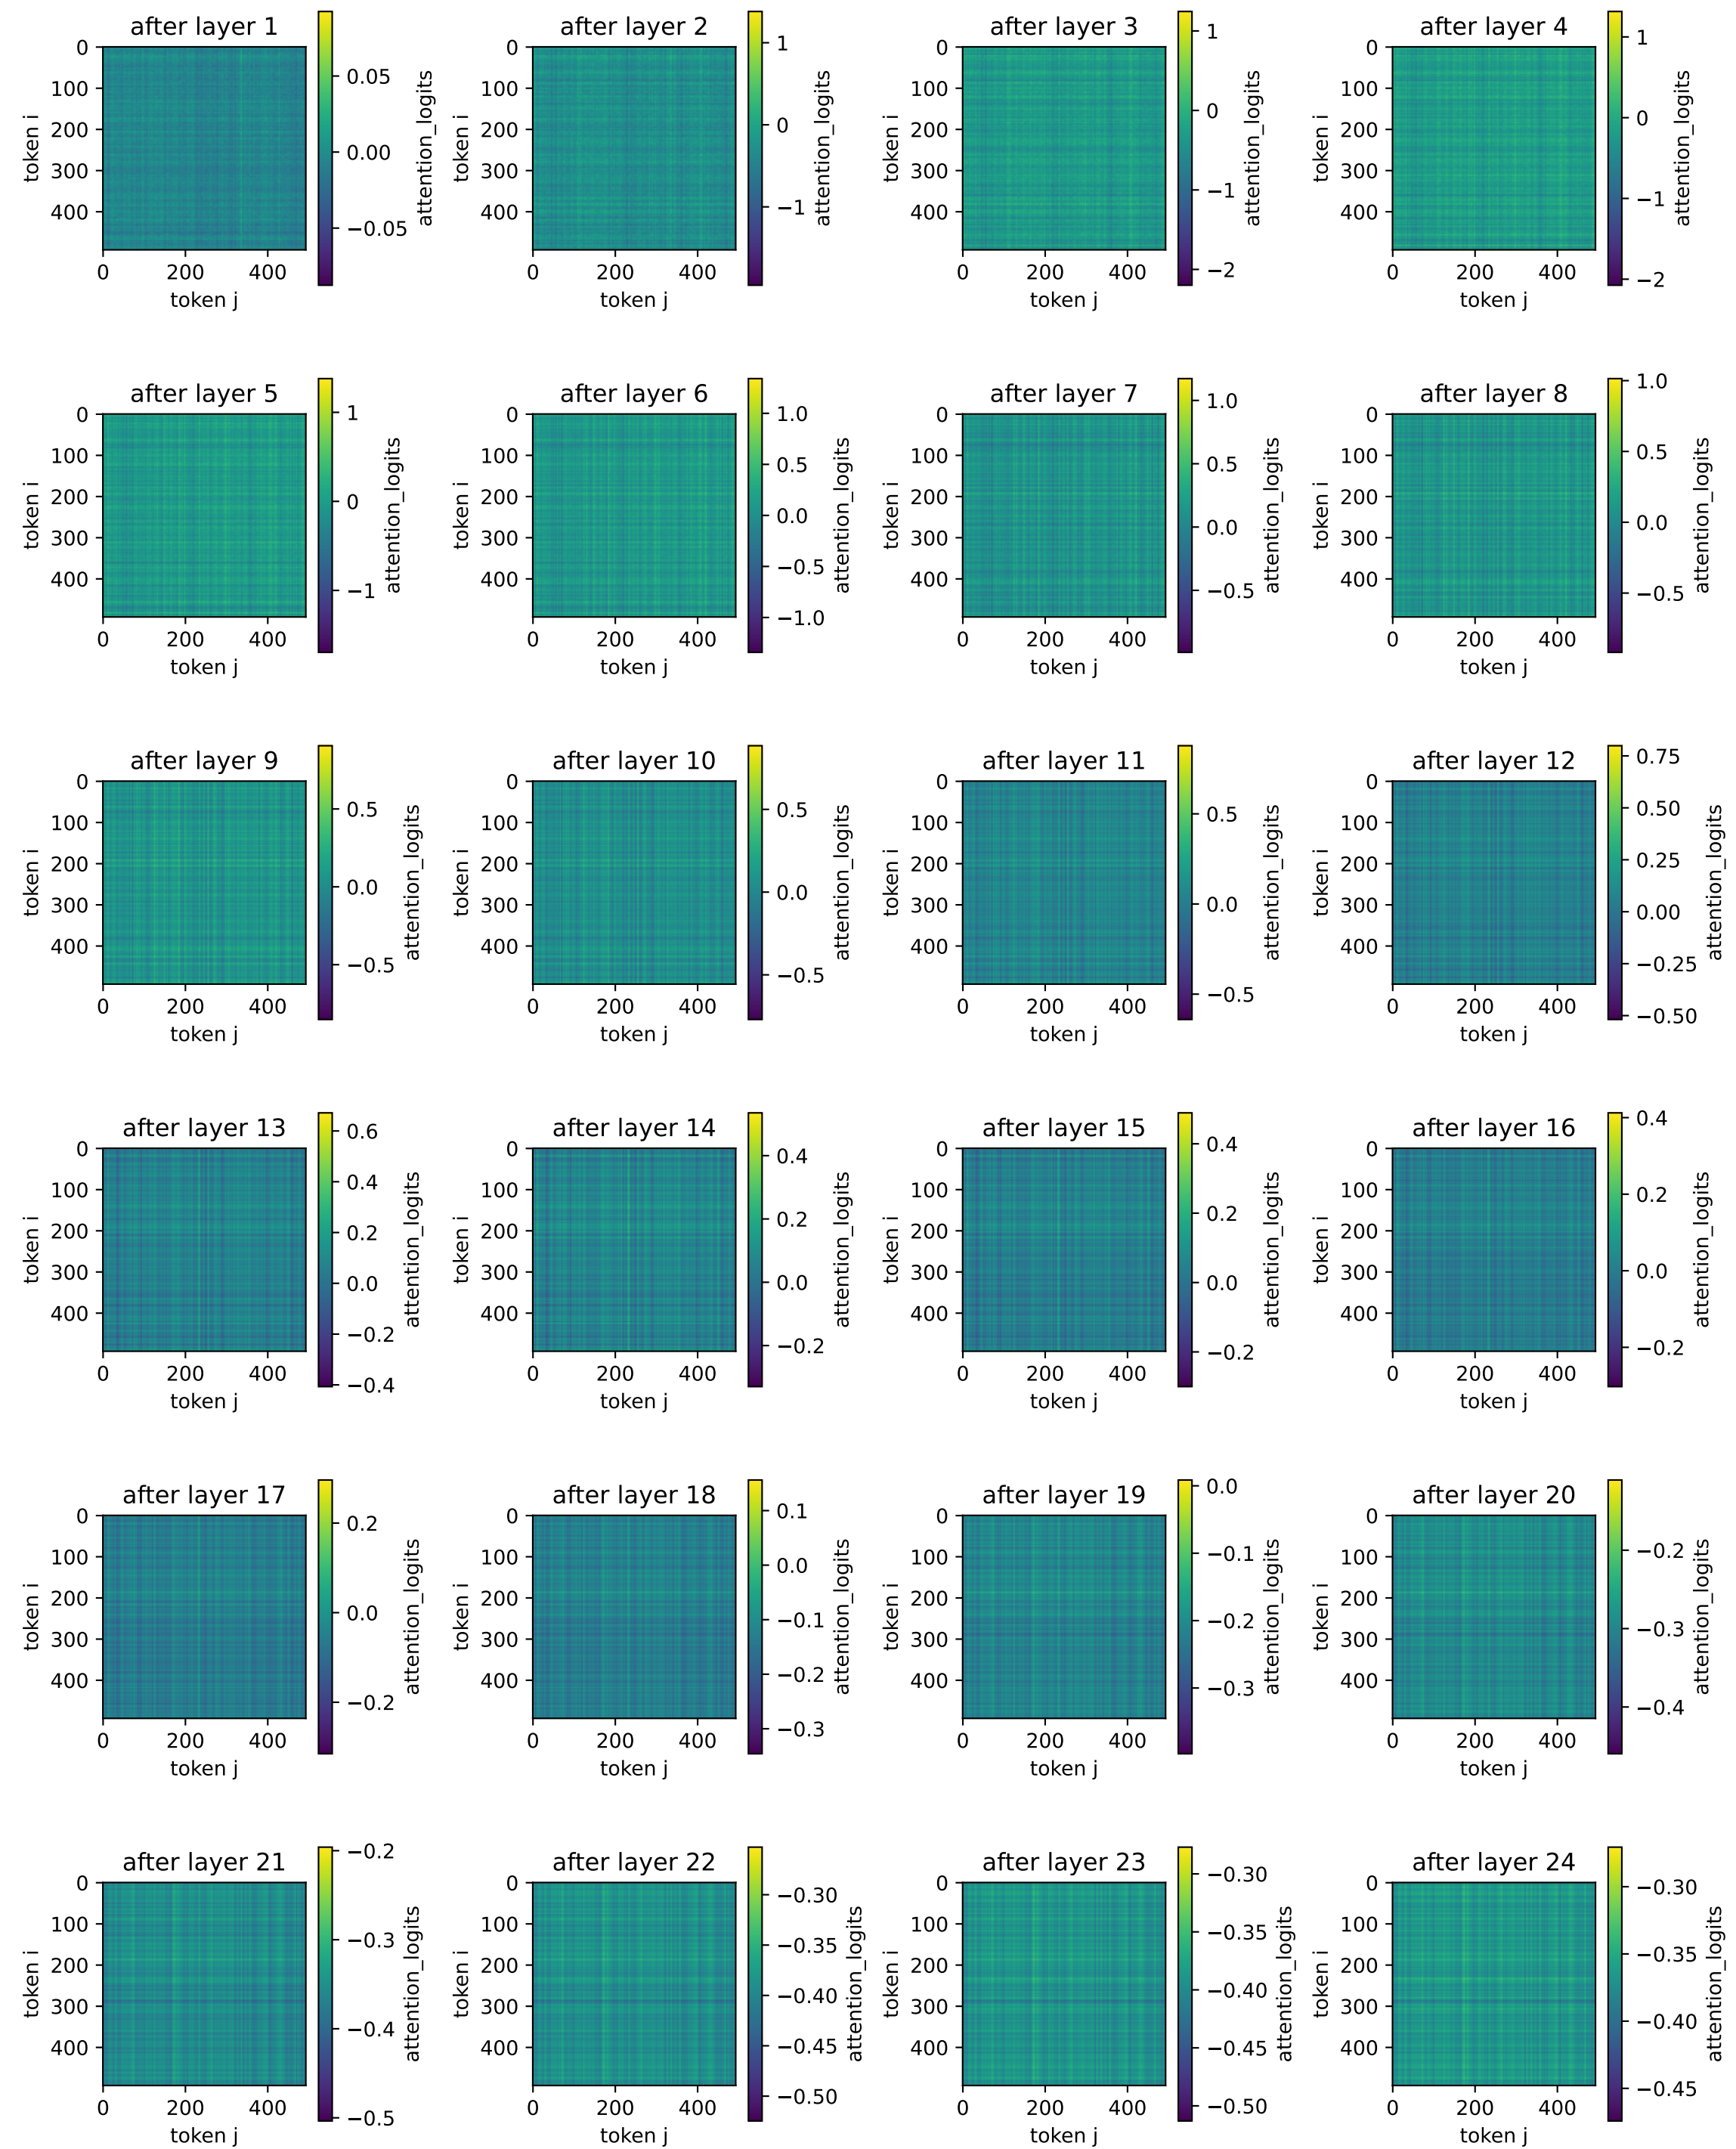 after layer 1
0
100
200
300
400
token i
0 200 400
token j
0.05
0.00
−0.05
attention_logits
after layer 2
0
100
200
300
400
token i
0 200 400
token j
1
0
−1
attention_logits
after layer 3
0
100
200
300
400
token i
0 200 400
token j
1
0
−1
−2
attention_logits
after layer 4
0
100
200
300
400
token i
0 200 400
token j
1
0
−1
−2
attention_logits
after layer 5
0
100
200
300
400
token i
0 200 400
token j
1
0
−1
attention_logits
after layer 6
0
100
200
300
400
token i
0 200 400
token j
1.0
0.5
0.0
−0.5
−1.0
attention_logits
after layer 7
0
100
200
300
400
token i
0 200 400
token j
1.0
0.5
0.0
−0.5
attention_logits
after layer 8
0
100
200
300
400
token i
0 200 400
token j
1.0
0.5
0.0
−0.5
attention_logits
after layer 9
0
100
200
300
400
token i
0 200 400
token j
0.5
0.0
−0.5
attention_logits
after layer 10
0
100
200
300
400
token i
0 200 400
token j
0.5
0.0
−0.5
attention_logits
after layer 11
0
100
200
300
400
token i
0 200 400
token j
0.5
0.0
−0.5
attention_logits
after layer 12
0
100
200
300
400
token i
0 200 400
token j
0.75
0.50
0.25
0.00
−0.25
−0.50
attention_logits
after layer 13
0
100
200
300
400
token i
0 200 400
token j
0.6
0.4
0.2
0.0
−0.2
−0.4
attention_logits
after layer 14
0
100
200
300
400
token i
0 200 400
token j
0.4
0.2
0.0
−0.2
attention_logits
after layer 15
0
100
200
300
400
token i
0 200 400
token j
0.4
0.2
0.0
−0.2
attention_logits
after layer 16
0
100
200
300
400
token i
0 200 400
token j
0.4
0.2
0.0
−0.2
attention_logits
after layer 17
0
100
200
300
400
token i
0 200 400
token j
0.2
0.0
−0.2
attention_logits
after layer 18
0
100
200
300
400
token i
0 200 400
token j
0.1
0.0
−0.1
−0.2
−0.3
attention_logits
after layer 19
0
100
200
300
400
token i
0 200 400
token j
0.0
−0.1
−0.2
−0.3
attention_logits
after layer 20
0
100
200
300
400
token i
0 200 400
token j
−0.2
−0.3
−0.4
attention_logits
after layer 21
0
100
200
300
400
token i
0 200 400
token j
−0.2
−0.3
−0.4
−0.5
attention_logits
after layer 22
0
100
200
300
400
token i
0 200 400
token j
−0.30
−0.35
−0.40
−0.45
−0.50
attention_logits
after layer 23
0
100
200
300
400
token i
0 200 400
token j
−0.30
−0.35
−0.40
−0.45
−0.50
attention_logits
after layer 24
0
100
200
300
400
token i
0 200 400
token j
−0.30
−0.35
−0.40
−0.45
attention_logits